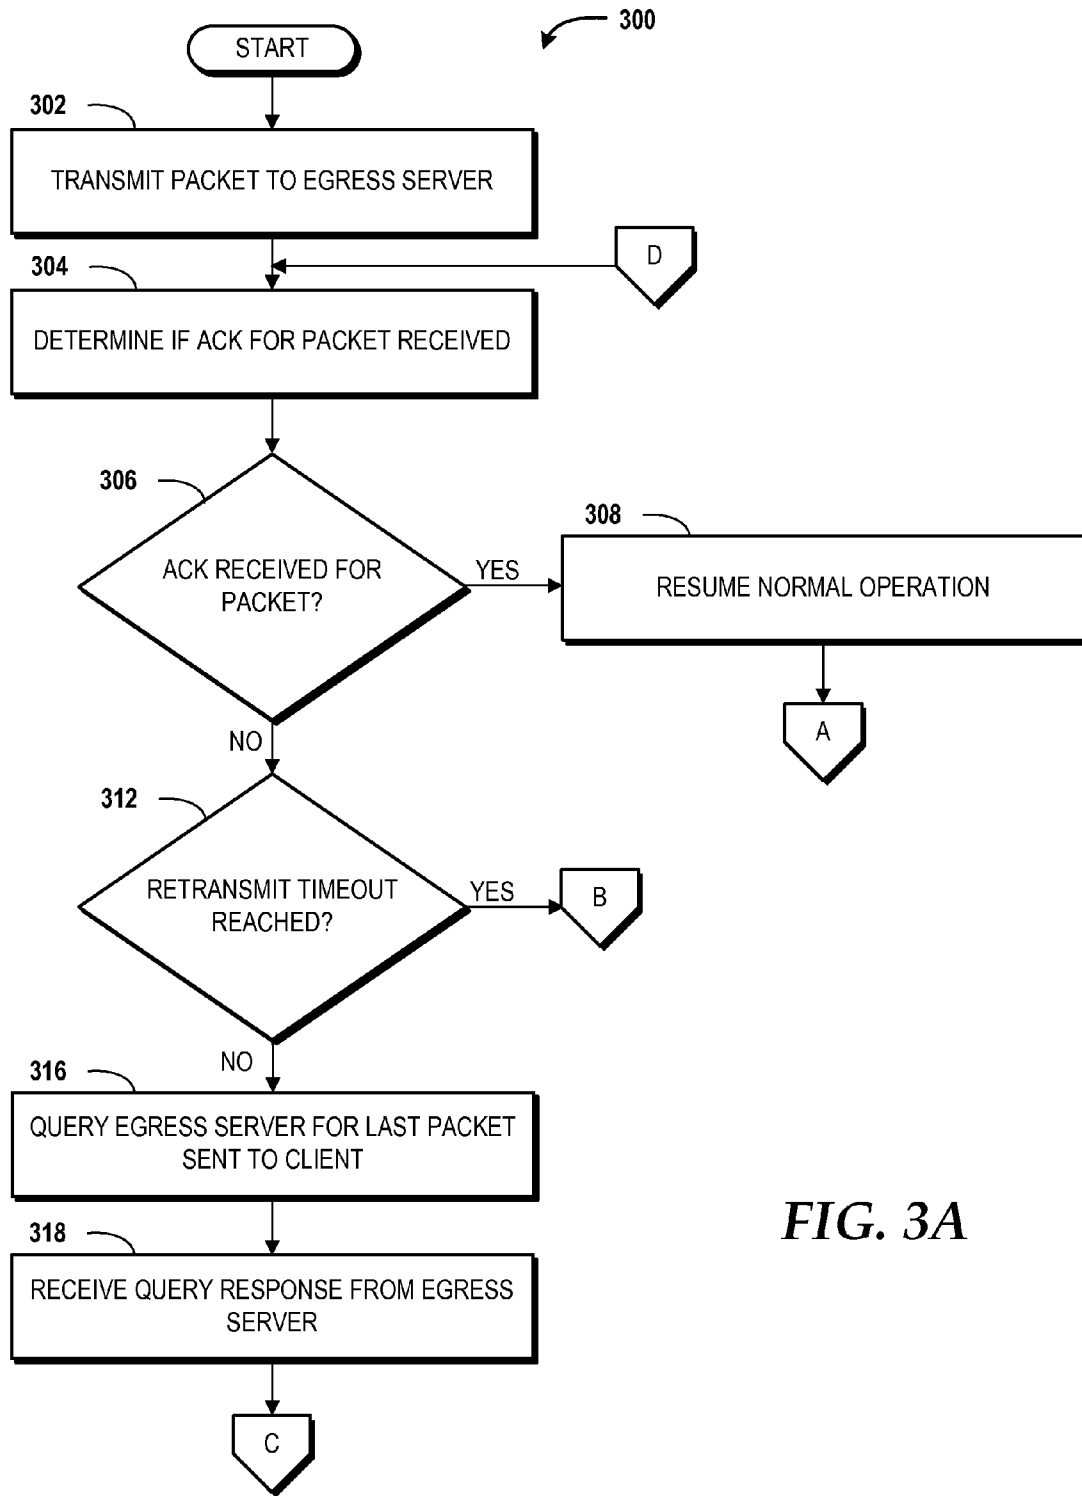 300
START
302
TRANSMIT PACKET TO EGRESS SERVER
D
304
DETERMINE IF ACK FOR PACKET RECEIVED
306
ACK RECEIVED FOR
PACKET?
YES
308
RESUME NORMAL OPERATION
A
NO
312
RETRANSMIT TIMEOUT
REACHED?
YES
B
NO
316
QUERY EGRESS SERVER FOR LAST PACKET
SENT TO CLIENT
318
RECEIVE QUERY RESPONSE FROM EGRESS
SERVER
C
FIG. 3A